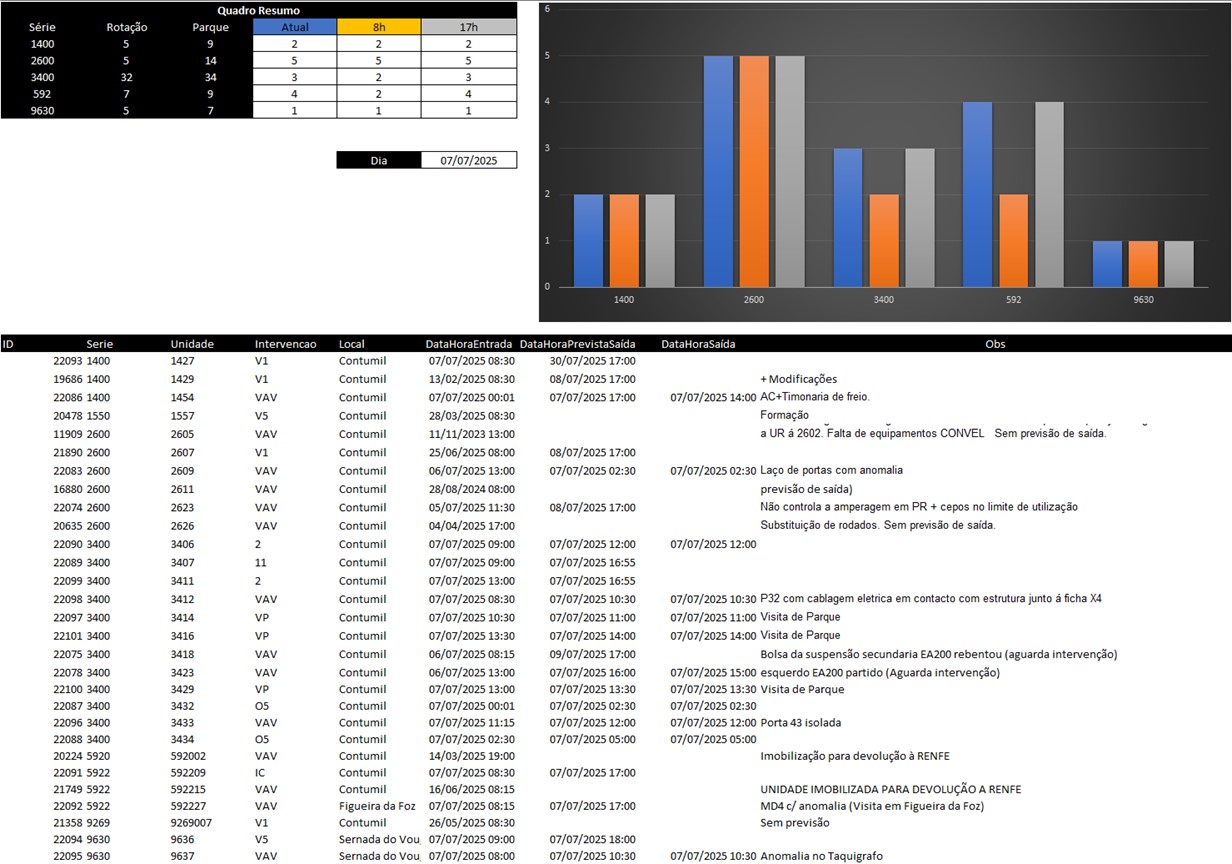 Quadro Resumo
Série Rotação Parque Atual 8h 17h
1400 5 9 2 2 2
2600 5 14 5 5 5
3400 32 34 3 2 3
592 7 9 4 2 4
9630 5 7 1 1 1
Dia 07/07/2025
6
5
4
3
2
1
0
1400 2600 3400 592 9630
ID Serie Unidade Intervencao Local DataHoraEntrada DataHoraPrevistaSaída DataHoraSaída Obs
22093 1400 1427 V1 Contumil 07/07/2025 08:30 30/07/2025 17:00
19686 1400 1429 V1 Contumil 13/02/2025 08:30 08/07/2025 17:00 + Modificações
22086 1400 1454 VAV Contumil 07/07/2025 00:01 07/07/2025 17:00 07/07/2025 14:00 AC+Timonaria de freio.
20478 1550 1557 V5 Contumil 28/03/2025 08:30 Formação
11909 2600 2605 VAV Contumil 11/11/2023 13:00 a UR á 2602. Falta de equipamentos CONVEL Sem previsão de saída.
21890 2600 2607 V1 Contumil 25/06/2025 08:00 08/07/2025 17:00
22083 2600 2609 VAV Contumil 06/07/2025 13:00 07/07/2025 02:30 07/07/2025 02:30 Laço de portas com anomalia
16880 2600 2611 VAV Contumil 28/08/2024 08:00 previsão de saída)
22074 2600 2623 VAV Contumil 05/07/2025 11:30 08/07/2025 17:00 Não controla a amperagem em PR + cepos no limite de utilização
20635 2600 2626 VAV Contumil 04/04/2025 17:00 Substituição de rodados. Sem previsão de saída.
22090 3400 3406 2 Contumil 07/07/2025 09:00 07/07/2025 12:00 07/07/2025 12:00
22089 3400 3407 11 Contumil 07/07/2025 09:00 07/07/2025 16:55
22099 3400 3411 2 Contumil 07/07/2025 13:00 07/07/2025 16:55
22098 3400 3412 VAV Contumil 07/07/2025 08:30 07/07/2025 10:30 07/07/2025 10:30 P32 com cablagem eletrica em contacto com estrutura junto á ficha X4
22097 3400 3414 VP Contumil 07/07/2025 10:30 07/07/2025 11:00 07/07/2025 11:00 Visita de Parque
22101 3400 3416 VP Contumil 07/07/2025 13:30 07/07/2025 14:00 07/07/2025 14:00 Visita de Parque
22075 3400 3418 VAV Contumil 06/07/2025 08:15 09/07/2025 17:00 Bolsa da suspensão secundaria EA200 rebentou (aguarda intervenção)
22078 3400 3423 VAV Contumil 06/07/2025 13:00 07/07/2025 16:00 07/07/2025 15:00 esquerdo EA200 partido (Aguarda intervenção)
22100 3400 3429 VP Contumil 07/07/2025 13:00 07/07/2025 13:30 07/07/2025 13:30 Visita de Parque
22087 3400 3432 O5 Contumil 07/07/2025 00:01 07/07/2025 02:30 07/07/2025 02:30
22096 3400 3433 VAV Contumil 07/07/2025 11:15 07/07/2025 12:00 07/07/2025 12:00 Porta 43 isolada
22088 3400 3434 O5 Contumil 07/07/2025 02:30 07/07/2025 05:00 07/07/2025 05:00
20224 5920 592002 VAV Contumil 14/03/2025 19:00 Imobilização para devolução à RENFE
22091 5922 592209 IC Contumil 07/07/2025 08:30 07/07/2025 17:00
21749 5922 592215 VAV Contumil 16/06/2025 08:15 UNIDADE IMOBILIZADA PARA DEVOLUÇÃO A RENFE
22092 5922 592227 VAV Figueira da Foz 07/07/2025 08:15 07/07/2025 17:00 MD4 c/ anomalia (Visita em Figueira da Foz)
21358 9269 9269007 V1 Contumil 26/05/2025 08:30 Sem previsão
22094 9630 9636 V5 Sernada do Vou 07/07/2025 09:00 07/07/2025 18:00
22095 9630 9637 VAV Sernada do Vou 07/07/2025 08:00 07/07/2025 10:30 07/07/2025 10:30 Anomalia no Taquígrafo